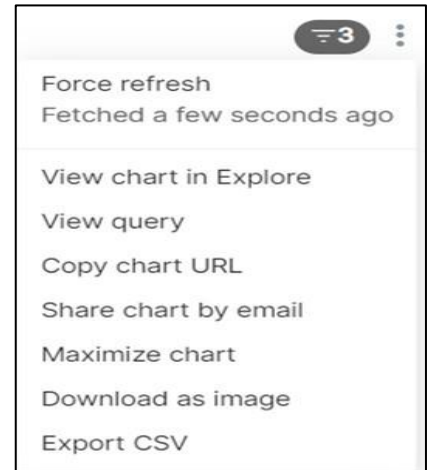 3
Force refresh
Fetched a few seconds ago
View chart in Explore
View query
Copy chart URL
Share chart by email
Maximize chart
Download as image
Export CSV